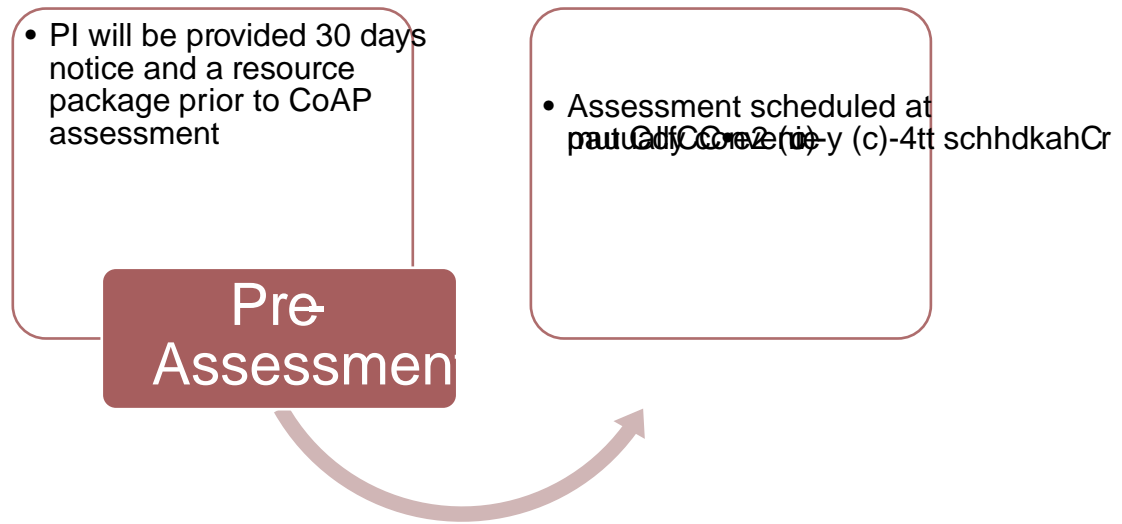 • PI will be provided 30 days
notice and a resource
package prior to CoAP
assessment
Pre-
Assessment
• Assessment scheduled at
mutually